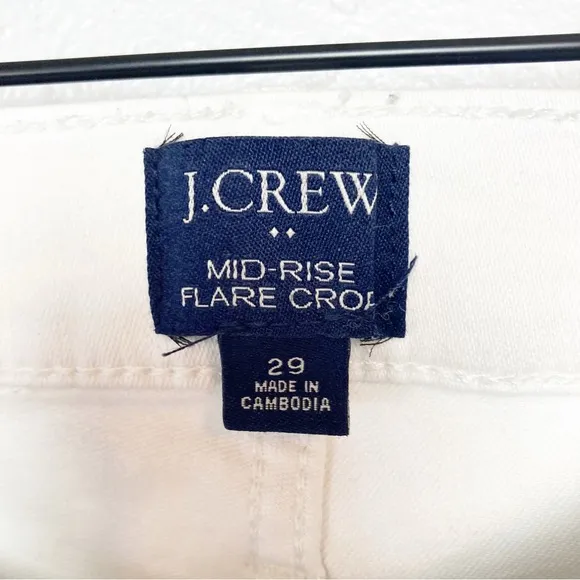 J.CREW
MID-RISE
FLARE CROP
29
MADE IN
CAMBODIA